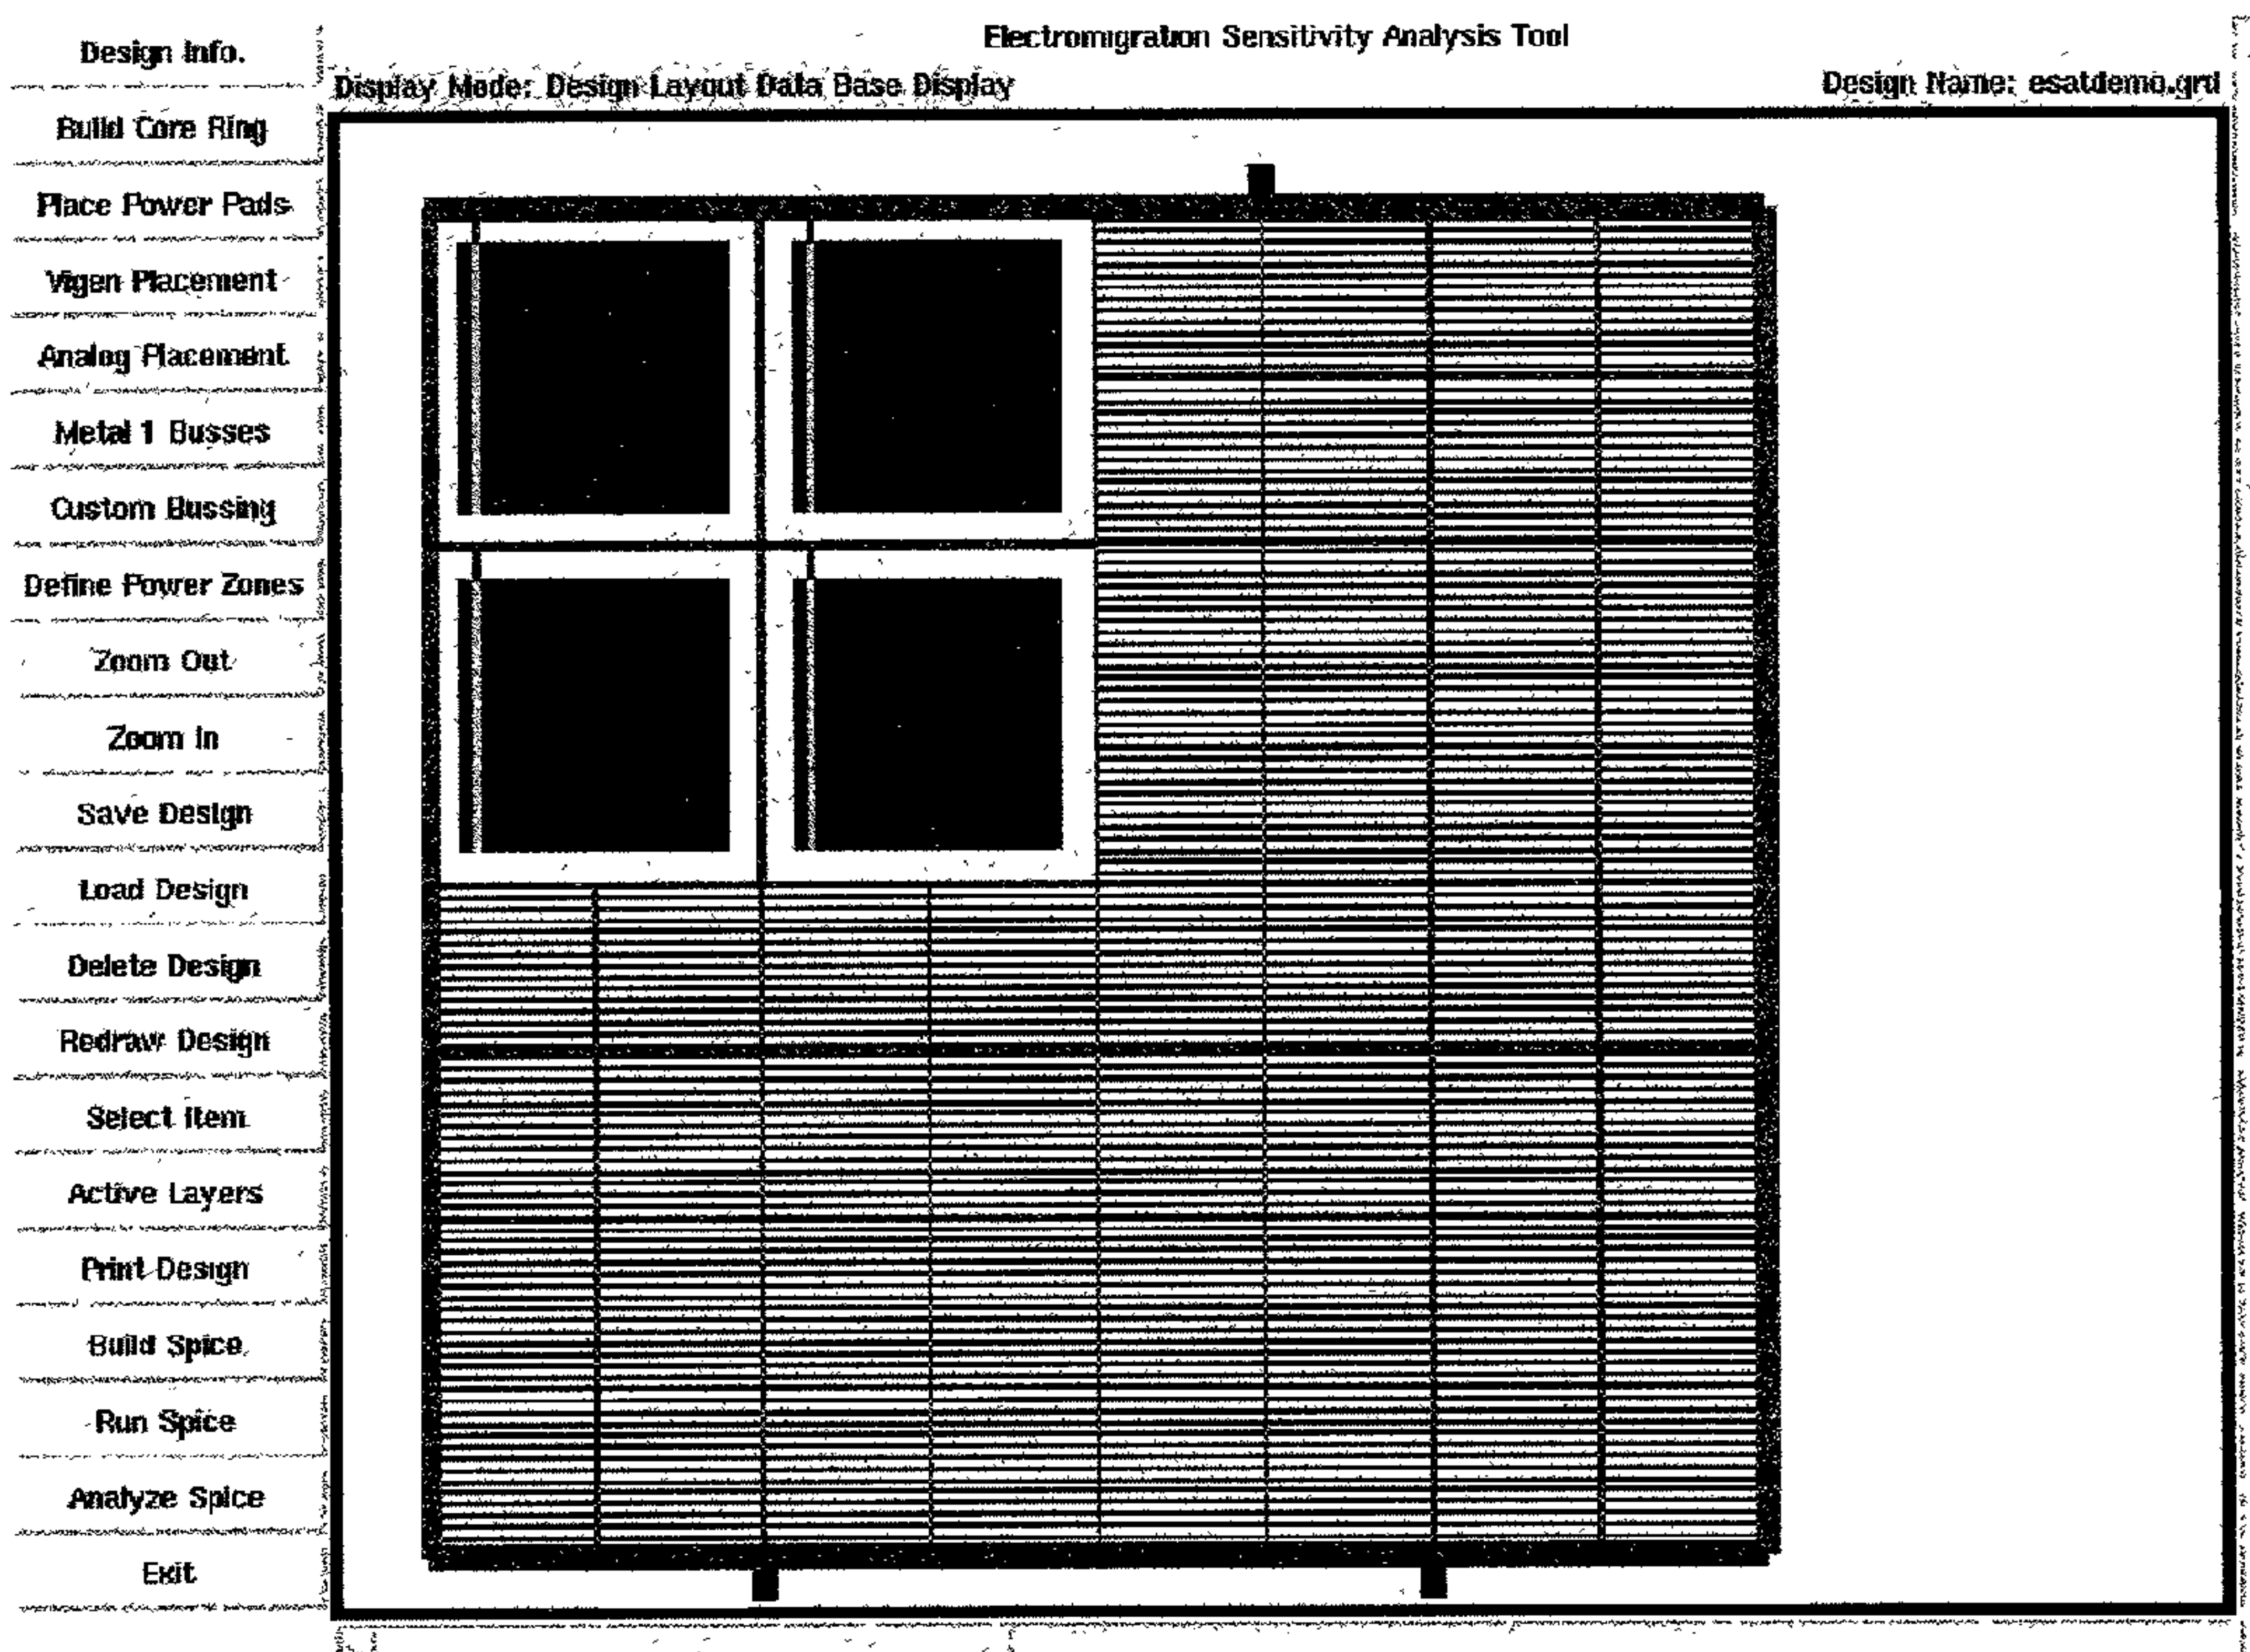 Electromigration Sensitivity Analysis Tool
Display Mode: Design Layout Data Base Display
Design Name: esatdemo.grd
Design Info.
Build Core Ring
Place Power Pads
Vigen Placement
Analog Placement
Metal 1 Busses
Custom Bussing
Define Power Zones
Zoom Out
Zoom In
Save Design
Load Design
Delete Design
Redraw Design
Select Item
Active Layers
Print Design
Build Spice
Run Spice
Analyze Spice
Exit